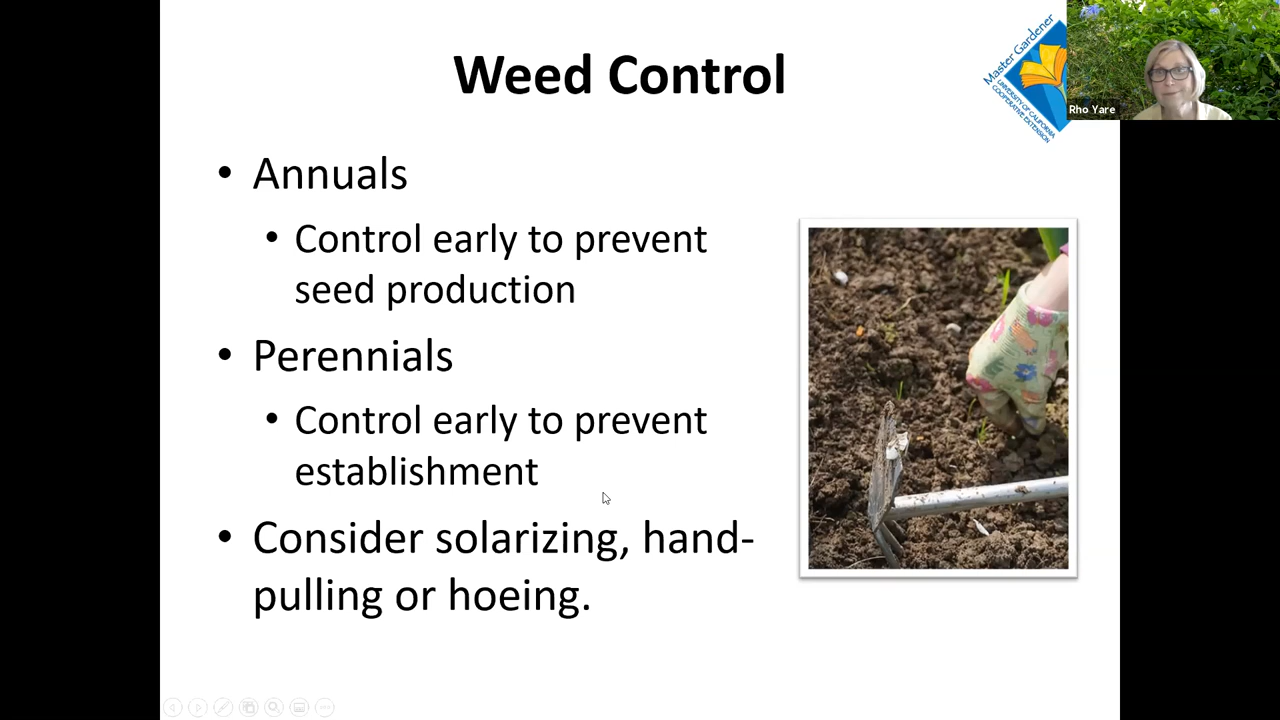 Weed Control
Master Gardener
UNIVERSITY OF CALIFORNIA
COOPERATIVE EXTENSION
Rho Yare
• Annuals
• Control early to prevent
seed production
• Perennials
• Control early to prevent
establishment
• Consider solarizing, hand-
pulling or hoeing.